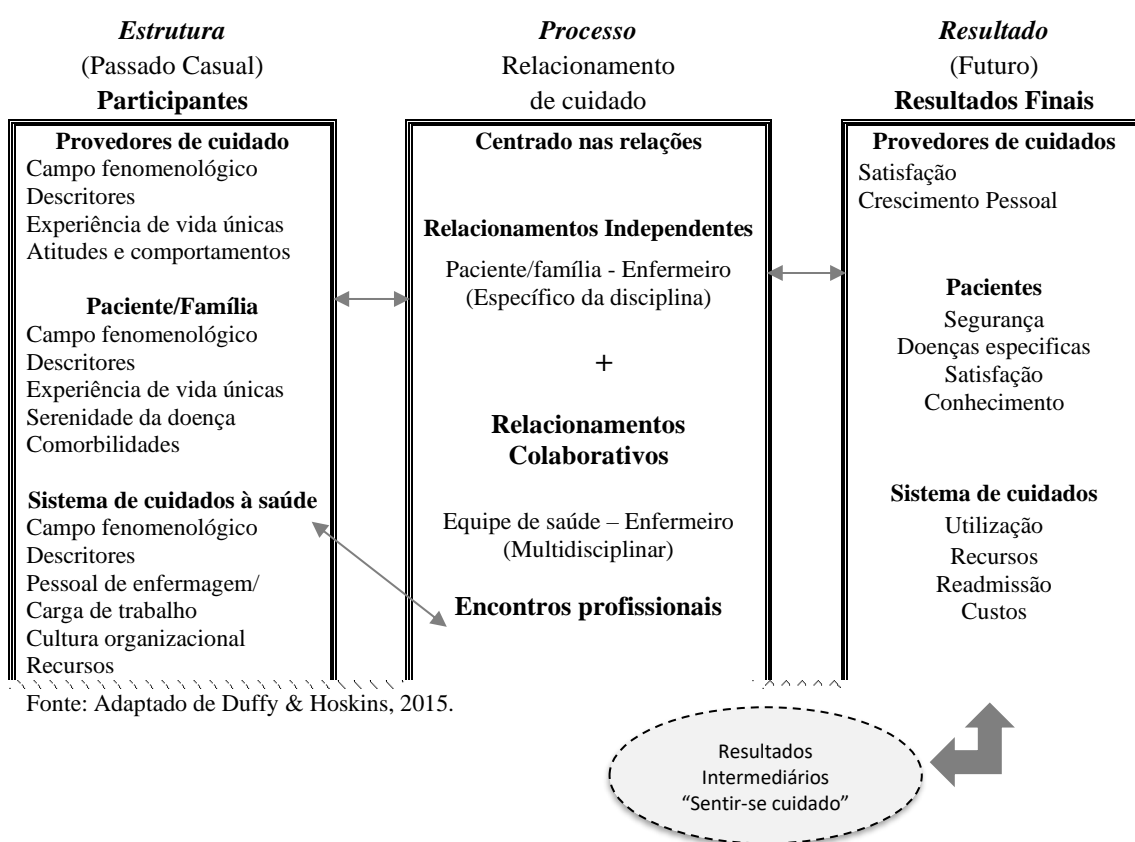 Estrutura
(Passado Casual)
Participantes
Provedores de cuidado
Campo fenomenológico
Descritores
Experiência de vida únicas
Atitudes e comportamentos
Paciente/Família
Campo fenomenológico
Descritores
Experiência de vida únicas
Serenidade da doença
Comorbilidades
Sistema de cuidados à saúde
Campo fenomenológico
Descritores
Pessoal de enfermagem/
Carga de trabalho
Cultura organizacional
Recursos
Processo
Relacionamento
de cuidado
Centrado nas relações
Relacionamentos Independentes
Paciente/família - Enfermeiro
(Específico da disciplina)
+
Relacionamentos
Colaborativos
Equipe de saúde – Enfermeiro
(Multidisciplinar)
Encontros profissionais
Resultado
(Futuro)
Resultados Finais
Provedores de cuidados
Satisfação
Crescimento Pessoal
Pacientes
Segurança
Doenças especificas
Satisfação
Conhecimento
Sistema de cuidados
Utilização
Recursos
Readmissão
Custos
Fonte: Adaptado de Duffy & Hoskins, 2015.
Resultados
Intermediários
“Sentir-se cuidado”